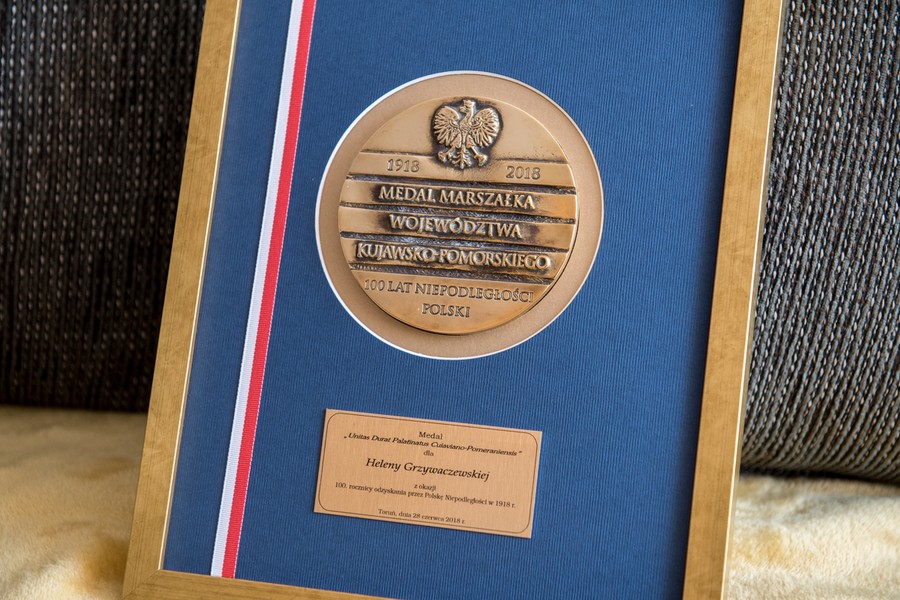 1918 2018
MEDAL MARSZAŁKA
WOJEWÓDZTWA
KUJAWSKO-POMORSKIEGO
100 LAT NIEPODLEGŁOŚCI
POLSKI
Medal
„Unitas Durat Palatinatus Cuiaviano-Pomeraniensis”
dla
Heleny Grzywaczewskiej
z okazji
100. rocznicy odzyskania przez Polskę Niepodległości w 1918 r.
Toruń, dnia 28 czerwca 2018 r.